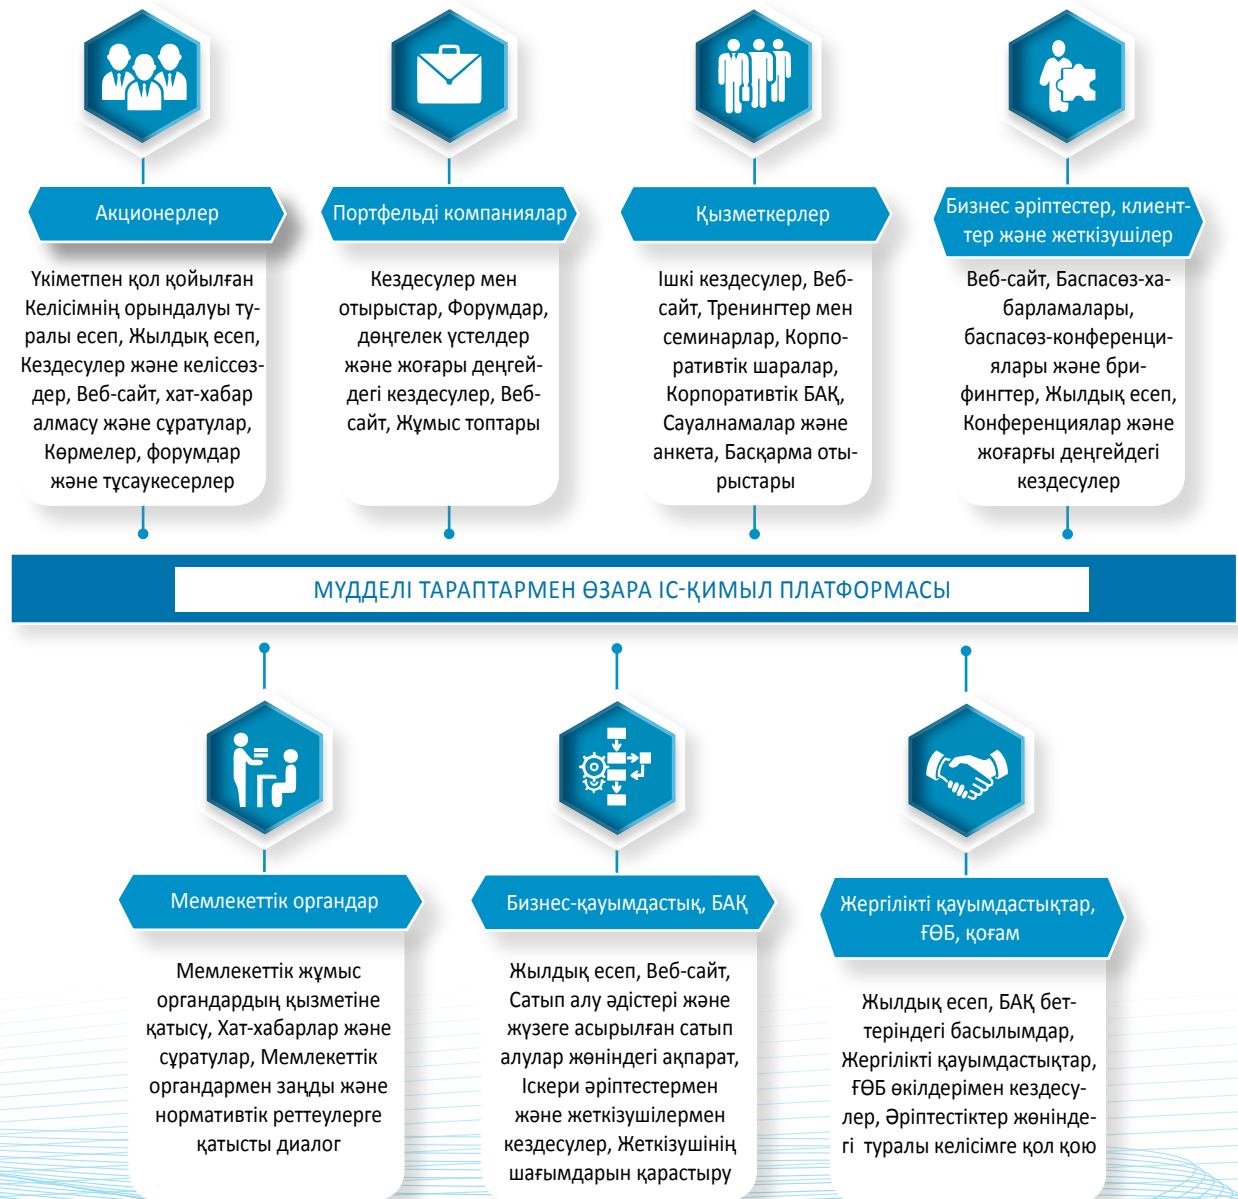 Акционерлер
Үкіметпен қол қойылған
Келісімнің орындалуы ту-
ралы есеп, Жылдық есеп,
Кездесулер және келіссөз-
дер, Веб-сайт, хат-хабар
алмасу және сұратулар,
Көрмелер, форумдар
және тұсаукесерлер
Портфельді компаниялар
Кездесулер мен
отырыстар, Форумдар,
дөңгелек үстелдер
және жоғары деңгей-
дегі кездесулер, Веб-
сайт, Жұмыс топтары
Қызметкерлер
Ішкі кездесулер, Веб-
сайт, Тренингтер мен
семинарлар, Корпо-
ративтік шаралар,
Корпоративтік БАҚ,
Сауалнамалар және
анкета, Басқарма оты-
рыстары
Бизнес әріптестер, клиент-
тер және жеткізушілер
Веб-сайт, Баспасөз-ха-
барламалары,
баспасөз-конференци-
ялары және бри-
фингтер, Жылдық есеп,
Конференциялар және
жоғарғы деңгейдегі
кездесулер
МҮДДЕЛІ ТАРАПТАРМЕН ӨЗАРА ІС-ҚИМЫЛ ПЛАТФОРМАСЫ
Мемлекеттік органдар
Мемлекеттік жұмыс
органдардың қызметіне
қатысу, Хат-хабарлар және
сұратулар, Мемлекеттік
органдармен заңды және
нормативтік реттеулерге
қатысты диалог
Бизнес-қауымдастық, БАҚ
Жылдық есеп, Веб-сайт,
Сатып алу әдістері және
жүзеге асырылған сатып
алулар жөніндегі ақпарат,
Іскери әріптестермен
және жеткізушілермен
кездесулер, Жеткізушінің
шағымдарын қарастыру
Жергілікті қауымдастықтар,
ҒӨБ, қоғам
Жылдық есеп, БАҚ бет-
теріндегі басылымдар,
Жергілікті қауымдастықтар,
ҒӨБ өкілдерімен кездесу-
лер, Әріптестіктер жөнінде-
гі туралы келісімге қол қою